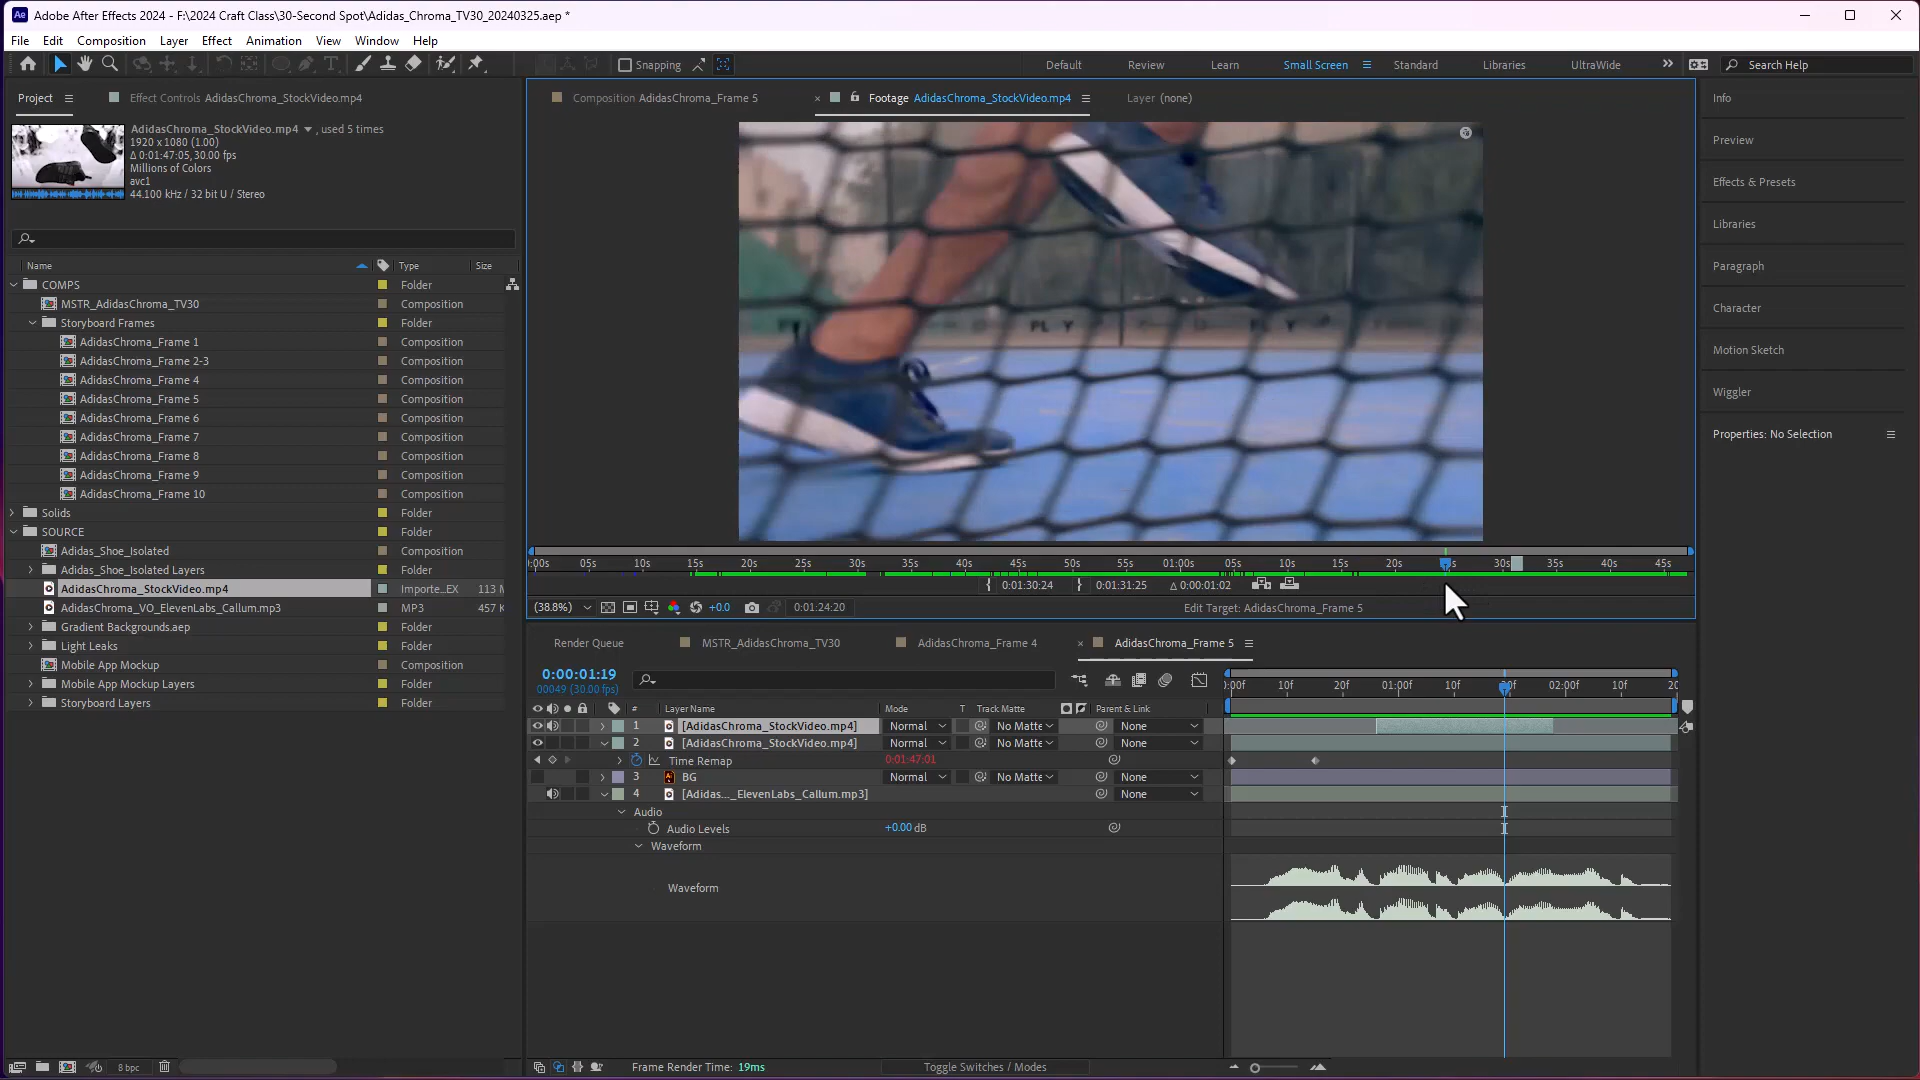 Adobe After Effects 2024 - F:\2024 Craft Class\30-Second Spot\Adidas_Chroma_TV30_20240325.aep *
File Edit Composition Layer Effect Animation View Window Help
Snapping Default Review Learn Small Screen Standard Libraries UltraWide Search Help
Project Effect Controls AdidasChroma_StockVideo.mp4
AdidasChroma_StockVideo.mp4 , used 5 times
1920 x 1080 (1.00)
Δ 0:01:47:05, 30.00 fps
Millions of Colors
avc1
44.100 kHz / 32 bit U / Stereo
Name Type Size
COMPS Folder
MSTR_AdidasChroma_TV30 Composition
Storyboard Frames Folder
AdidasChroma_Frame 1 Composition
AdidasChroma_Frame 2-3 Composition
AdidasChroma_Frame 4 Composition
AdidasChroma_Frame 5 Composition
AdidasChroma_Frame 6 Composition
AdidasChroma_Frame 7 Composition
AdidasChroma_Frame 8 Composition
AdidasChroma_Frame 9 Composition
AdidasChroma_Frame 10 Composition
Solids Folder
SOURCE Folder
Adidas_Shoe_Isolated Composition
Adidas_Shoe_Isolated Layers Folder
AdidasChroma_StockVideo.mp4 Importe...EX 113 M
AdidasChroma_VO_ElevenLabs_Callum.mp3 MP3 457 K
Gradient Backgrounds.aep Folder
Light Leaks Folder
Mobile App Mockup Composition
Mobile App Mockup Layers Folder
Storyboard Layers Folder
8 bpc
Composition AdidasChroma_Frame 5 Footage AdidasChroma_StockVideo.mp4 Layer (none)
:00s 05s 10s 15s 20s 25s 30s 35s 40s 45s 50s 55s 01:00s 05s 10s 15s 20s 30s 35s 40s 45s
0:01:30:24 0:01:31:25 Δ 0:00:01:02
(38.8%) +0.0 0:01:24:20 Edit Target: AdidasChroma_Frame 5
Render Queue MSTR_AdidasChroma_TV30 AdidasChroma_Frame 4 AdidasChroma_Frame 5
0:00:01:19
00049 (30.00 fps)
:00f 10f 20f 01:00f 10f 20f 02:00f 10f 20
# Layer Name Mode T Track Matte Parent & Link
1 [AdidasChroma_StockVideo.mp4] Normal No Matte None
2 [AdidasChroma_StockVideo.mp4] Normal No Matte None
Time Remap 0:01:47:01
3 BG Normal No Matte None
4 [Adidas..._ElevenLabs_Callum.mp3] None
Audio
Audio Levels +0.00 dB
Waveform
Waveform
Frame Render Time: 19ms Toggle Switches / Modes
Info
Preview
Effects & Presets
Libraries
Paragraph
Character
Motion Sketch
Wiggler
Properties: No Selection